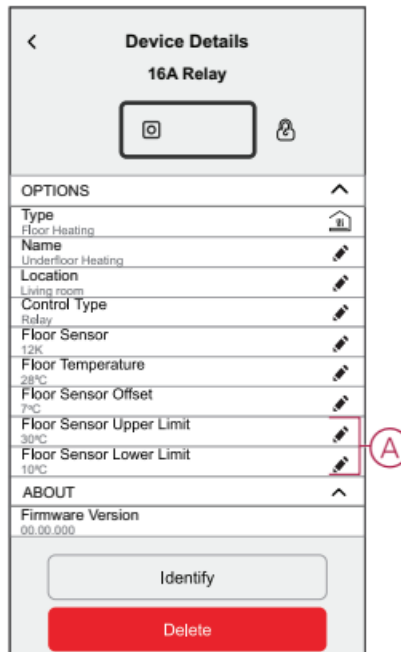 Device Details
16A Relay
OPTIONS
Type
Floor Heating
Name
Underfloor Heating
Location
Living room
Control Type
Relay
Floor Sensor
12K
Floor Temperature
28°C
Floor Sensor Offset
7°C
Floor Sensor Upper Limit
30°C
A
Floor Sensor Lower Limit
10°C
ABOUT
Firmware Version
00.00.000
Identify
Delete